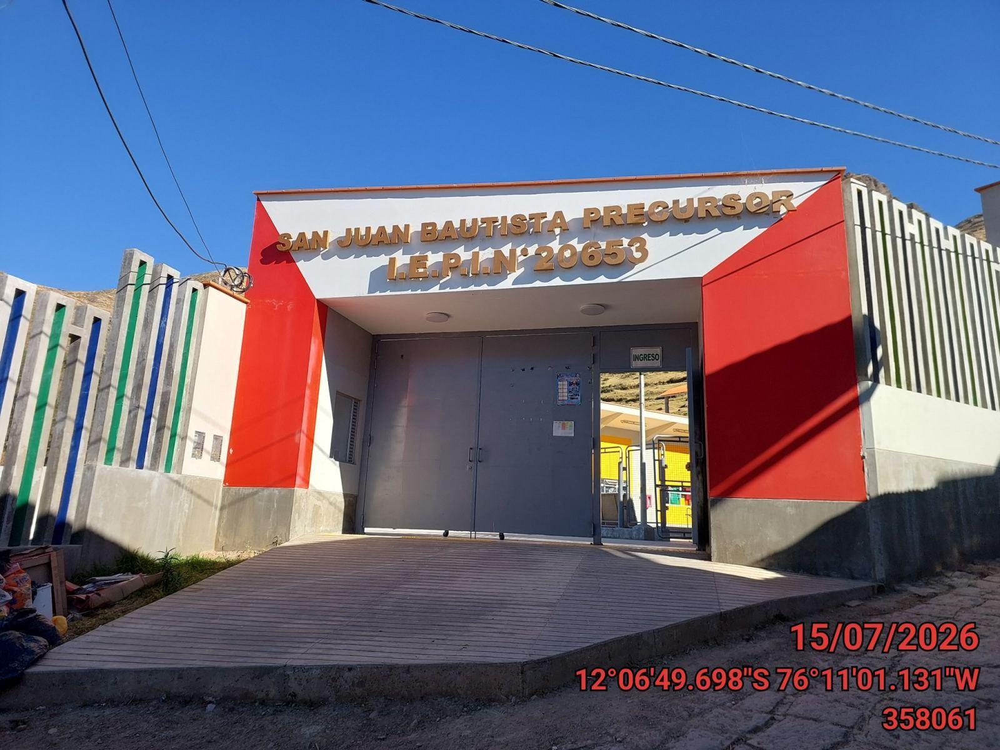 SAN JUAN BAUTISTA PRECURSOR
I.E.P.I.N°20653
INGRESO
15/07/2026
12°06'49.698"S 76°11'01.131"W
358061